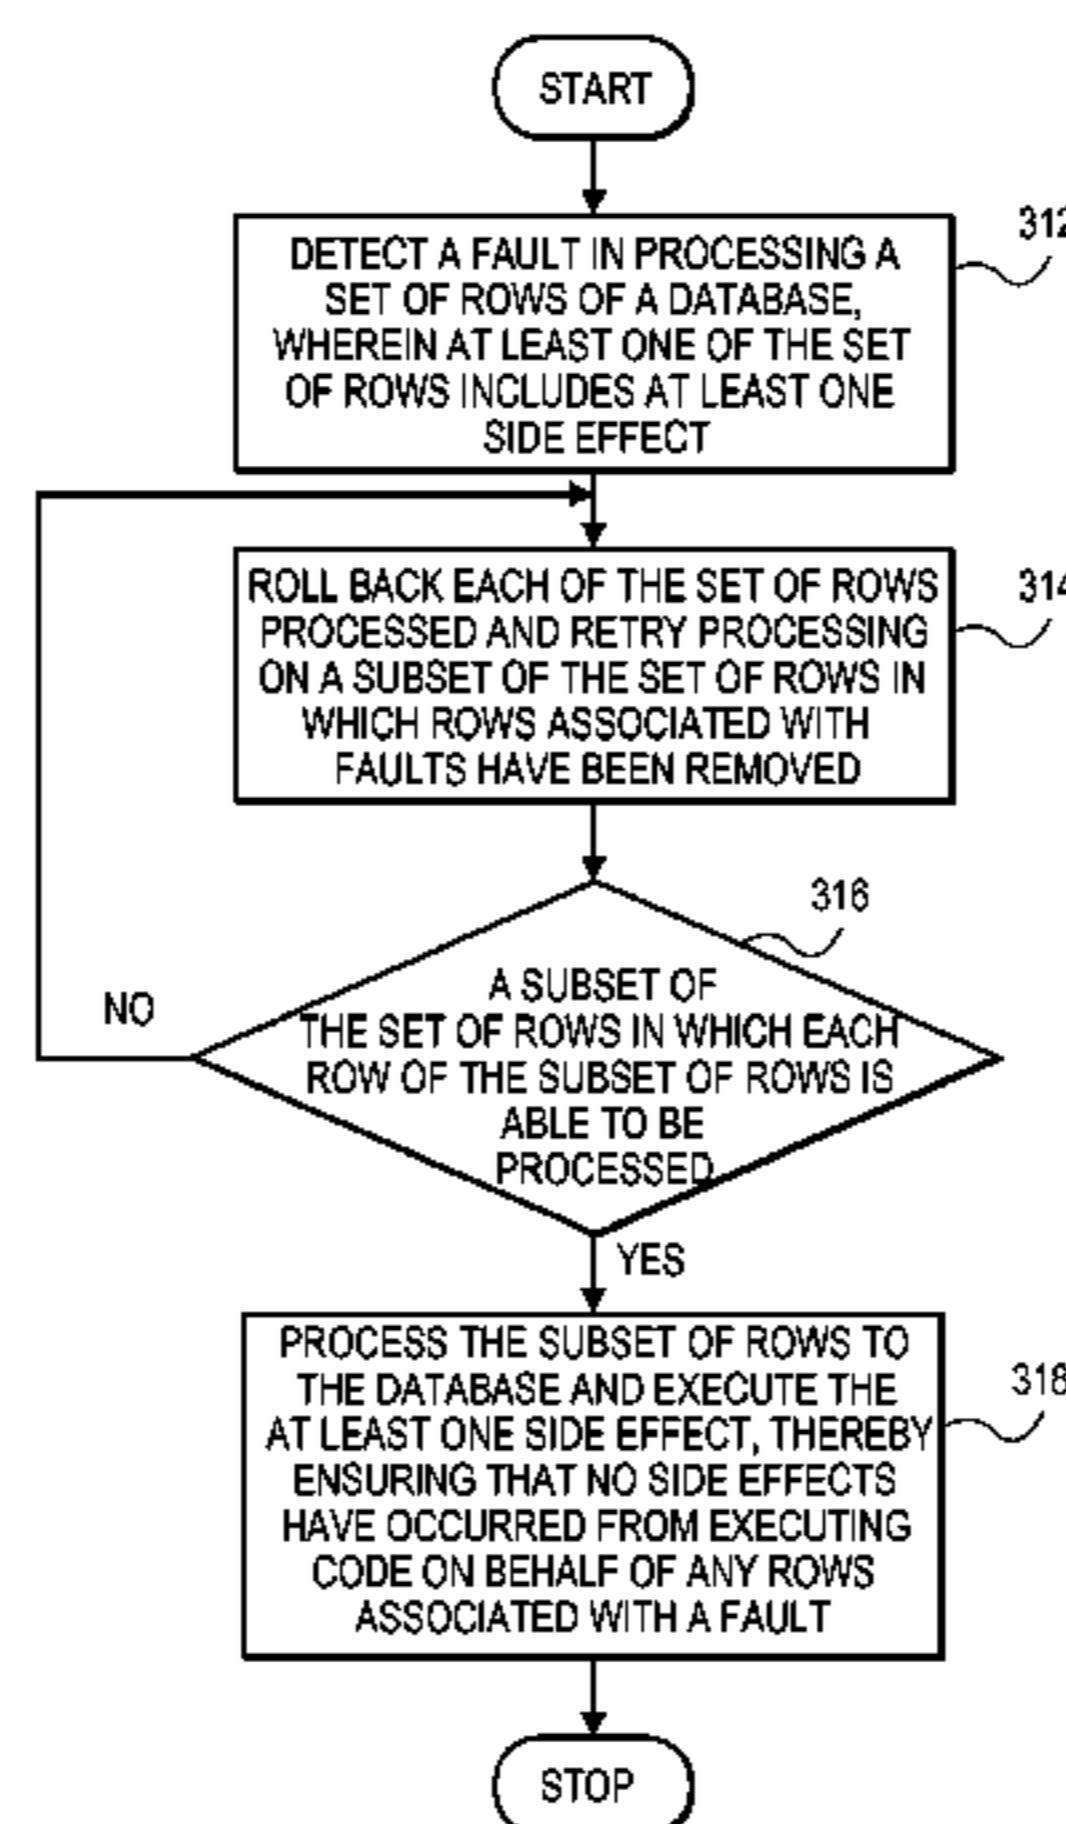 START
312
DETECT A FAULT IN PROCESSING A
SET OF ROWS OF A DATABASE,
WHEREIN AT LEAST ONE OF THE SET
OF ROWS INCLUDES AT LEAST ONE
SIDE EFFECT
314
ROLL BACK EACH OF THE SET OF ROWS
PROCESSED AND RETRY PROCESSING
ON A SUBSET OF THE SET OF ROWS IN
WHICH ROWS ASSOCIATED WITH
FAULTS HAVE BEEN REMOVED
316
A SUBSET OF
THE SET OF ROWS IN WHICH EACH
ROW OF THE SUBSET OF ROWS IS
ABLE TO BE
PROCESSED
NO
YES
PROCESS THE SUBSET OF ROWS TO
THE DATABASE AND EXECUTE THE
AT LEAST ONE SIDE EFFECT, THEREBY
ENSURING THAT NO SIDE EFFECTS
HAVE OCCURRED FROM EXECUTING
CODE ON BEHALF OF ANY ROWS
ASSOCIATED WITH A FAULT
318
STOP